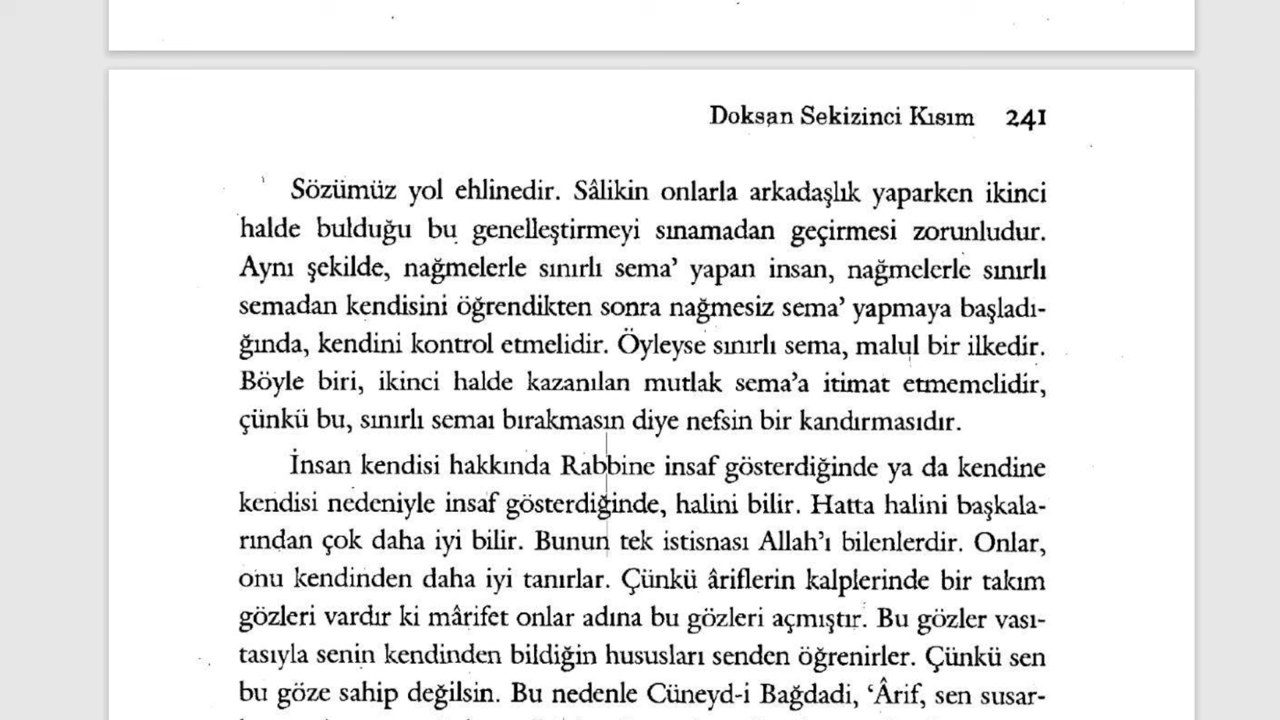 Doksan Sekizinci Kısım 241
Sözümüz yol ehlinedir. Sâlikin onlarla arkadaşlık yaparken ikinci
halde bulduğu bu genelleştirmeyi sınamadan geçirmesi zorunludur.
Aynı şekilde, nağmelerle sınırlı sema’ yapan insan, nağmelerle sınırlı
semadan kendisini öğrendikten sonra nağmesiz sema’ yapmaya başladı-
ğında, kendini kontrol etmelidir. Öyleyse sınırlı sema, malul bir ilkedir.
Böyle biri, ikinci halde kazanılan mutlak sema’a itimat etmemelidir,
çünkü bu, sınırlı semaı bırakmasın diye nefsin bir kandırmasıdır.
İnsan kendisi hakkında Rabbine insaf gösterdiğinde ya da kendine
kendisi nedeniyle insaf gösterdiğinde, halini bilir. Hatta halini başkala-
rından çok daha iyi bilir. Bunun tek istisnası Allah’ı bilenlerdir. Onlar,
onu kendinden daha iyi tanırlar. Çünkü âriflerin kalplerinde bir takım
gözleri vardır ki mârifet onlar adına bu gözleri açmıştır. Bu gözler vası-
tasıyla senin kendinden bildiğin hususları senden öğrenirler. Çünkü sen
bu göze sahip değilsin. Bu nedenle Cüneyd-i Bağdadi, ‘Ârif, sen susar-